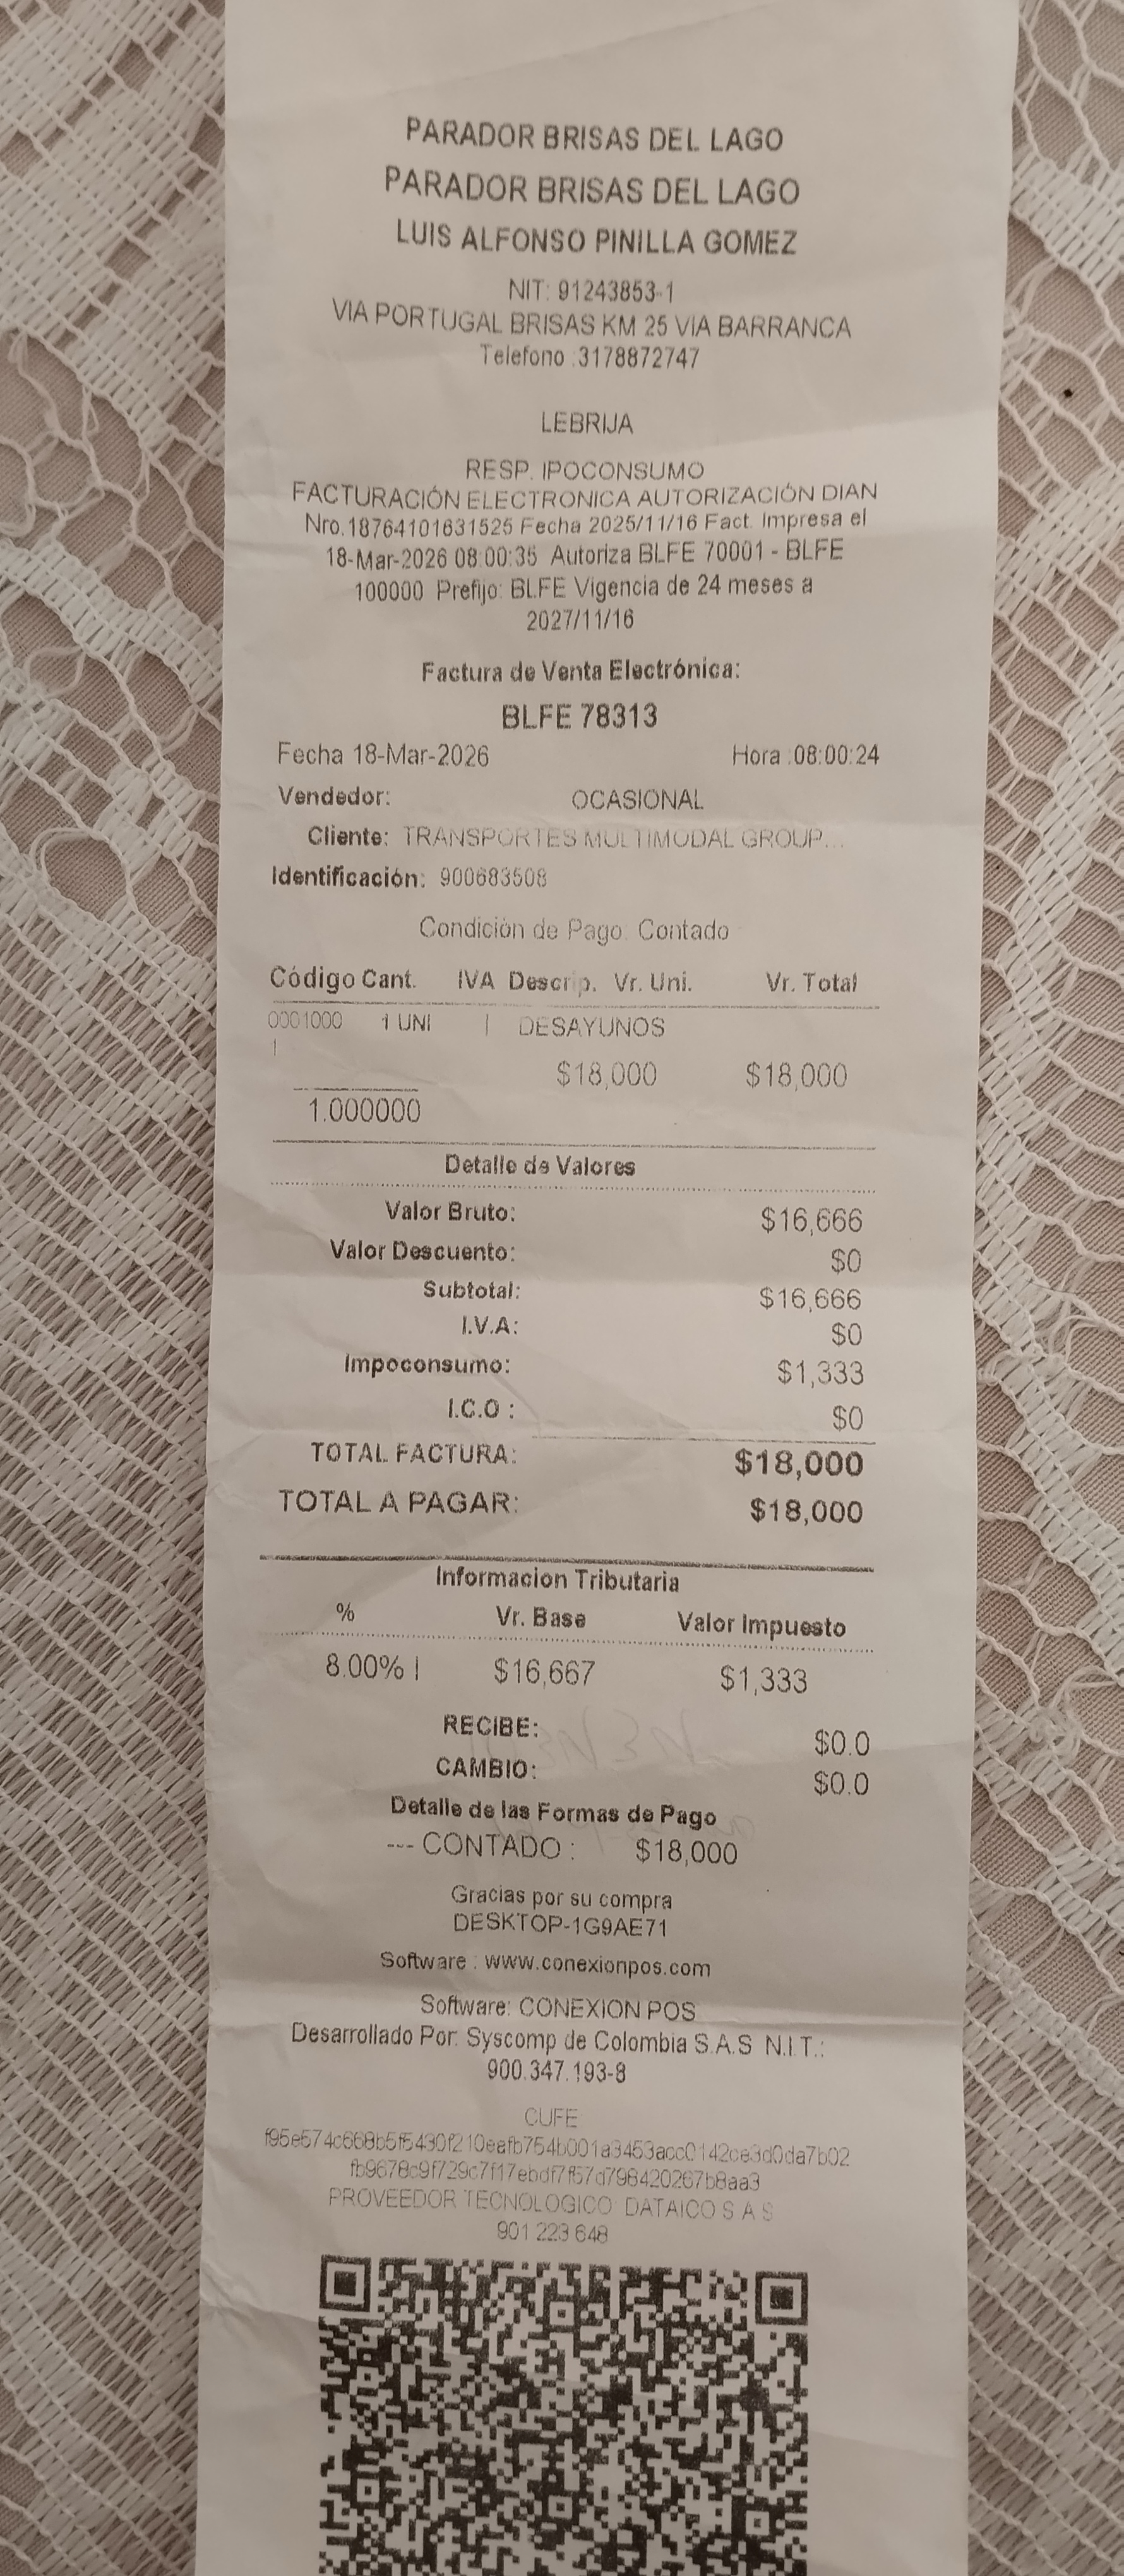 PARADOR BRISAS DEL LAGO
PARADOR BRISAS DEL LAGO
LUIS ALFONSO PINILLA GOMEZ
NIT: 91243853-1
VIA PORTUGAL BRISAS KM 25 VIA BARRANCA
Telefono :3178872747
LEBRIJA
RESP. IPOCONSUMO
FACTURACIÓN ELECTRONICA AUTORIZACIÓN DIAN
Nro.18764101631525 Fecha 2025/11/16 Fact. Impresa el
18-Mar-2026 08:00:35 Autoriza BLFE 70001 - BLFE
100000 Prefijo: BLFE Vigencia de 24 meses a
2027/11/16
Factura de Venta Electrónica:
BLFE 78313
Fecha 18-Mar-2026 Hora :08:00:24
Vendedor: OCASIONAL
Cliente: TRANSPORTES MULTIMODAL GROUP...
Identificación: 900683508
Condición de Pago. Contado
Código Cant. IVA Descrip. Vr. Uni. Vr. Total
0001000 1 UNI I DESAYUNOS
1
$18,000 $18,000
1.000000
Detalle de Valores
Valor Bruto: $16,666
Valor Descuento: $0
Subtotal: $16,666
I.V.A: $0
Impoconsumo: $1,333
I.C.O : $0
TOTAL FACTURA: $18,000
TOTAL A PAGAR: $18,000
Informacion Tributaria
% Vr. Base Valor Impuesto
8.00% I $16,667 $1,333
RECIBE: $0.0
CAMBIO: $0.0
Detalle de las Formas de Pago
--- CONTADO : $18,000
Gracias por su compra
DESKTOP-1G9AE71
Software : www.conexionpos.com
Software: CONEXION POS
Desarrollado Por: Syscomp de Colombia S.A.S N.I.T.:
900.347.193-8
CUFE
PROVEEDOR TECNOLOGICO DATAICO S A S
901 223 648